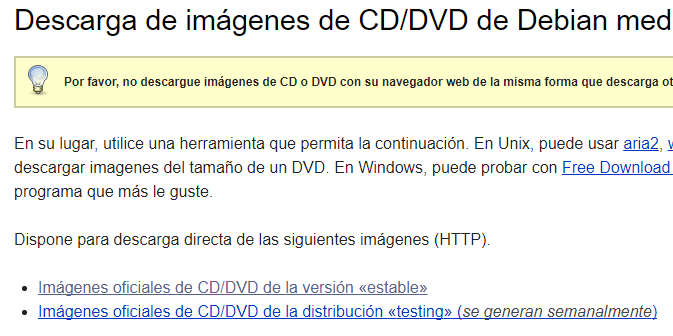 Descarga de imágenes de CD/DVD de Debian med
Por favor, no descargue imágenes de CD o DVD con su navegador web de la misma forma que descarga ot
En su lugar, utilice una herramienta que permita la continuación. En Unix, puede usar aria2, w
descargar imagenes del tamaño de un DVD. En Windows, puede probar con Free Download
programa que más le guste.
Dispone para descarga directa de las siguientes imágenes (HTTP).
• Imágenes oficiales de CD/DVD de la versión «estable»
• Imágenes oficiales de CD/DVD de la distribución «testing» (se generan semanalmente)